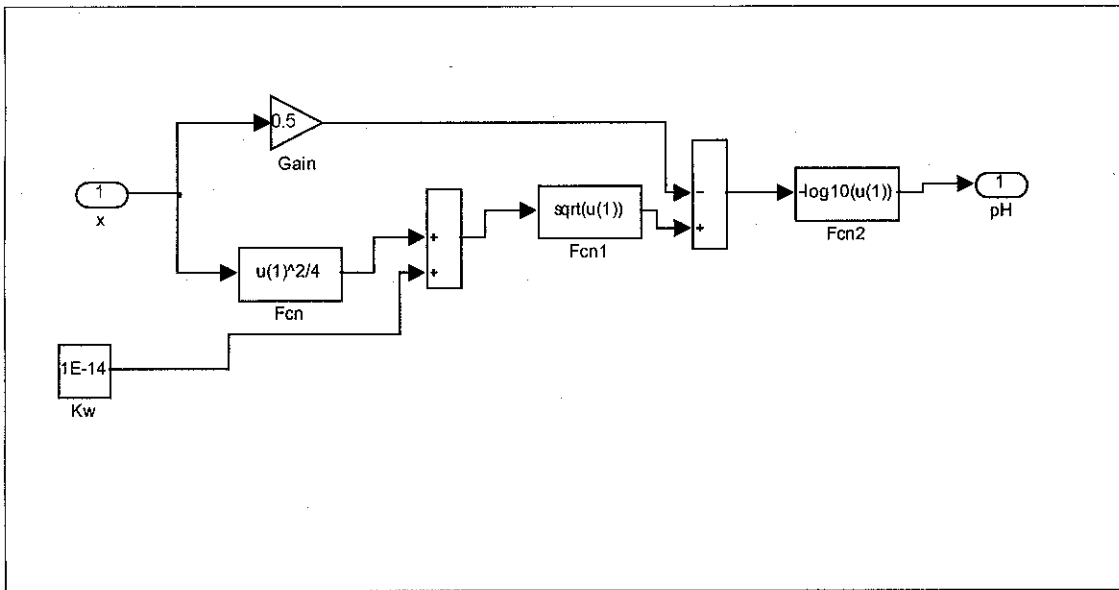 0.5
Gain
1
x
-
+
+
+
sqrt(u(1))
Fcn1
-log10(u(1))
Fcn2
1
pH
u(1)^2/4
Fcn
1E-14
Kw